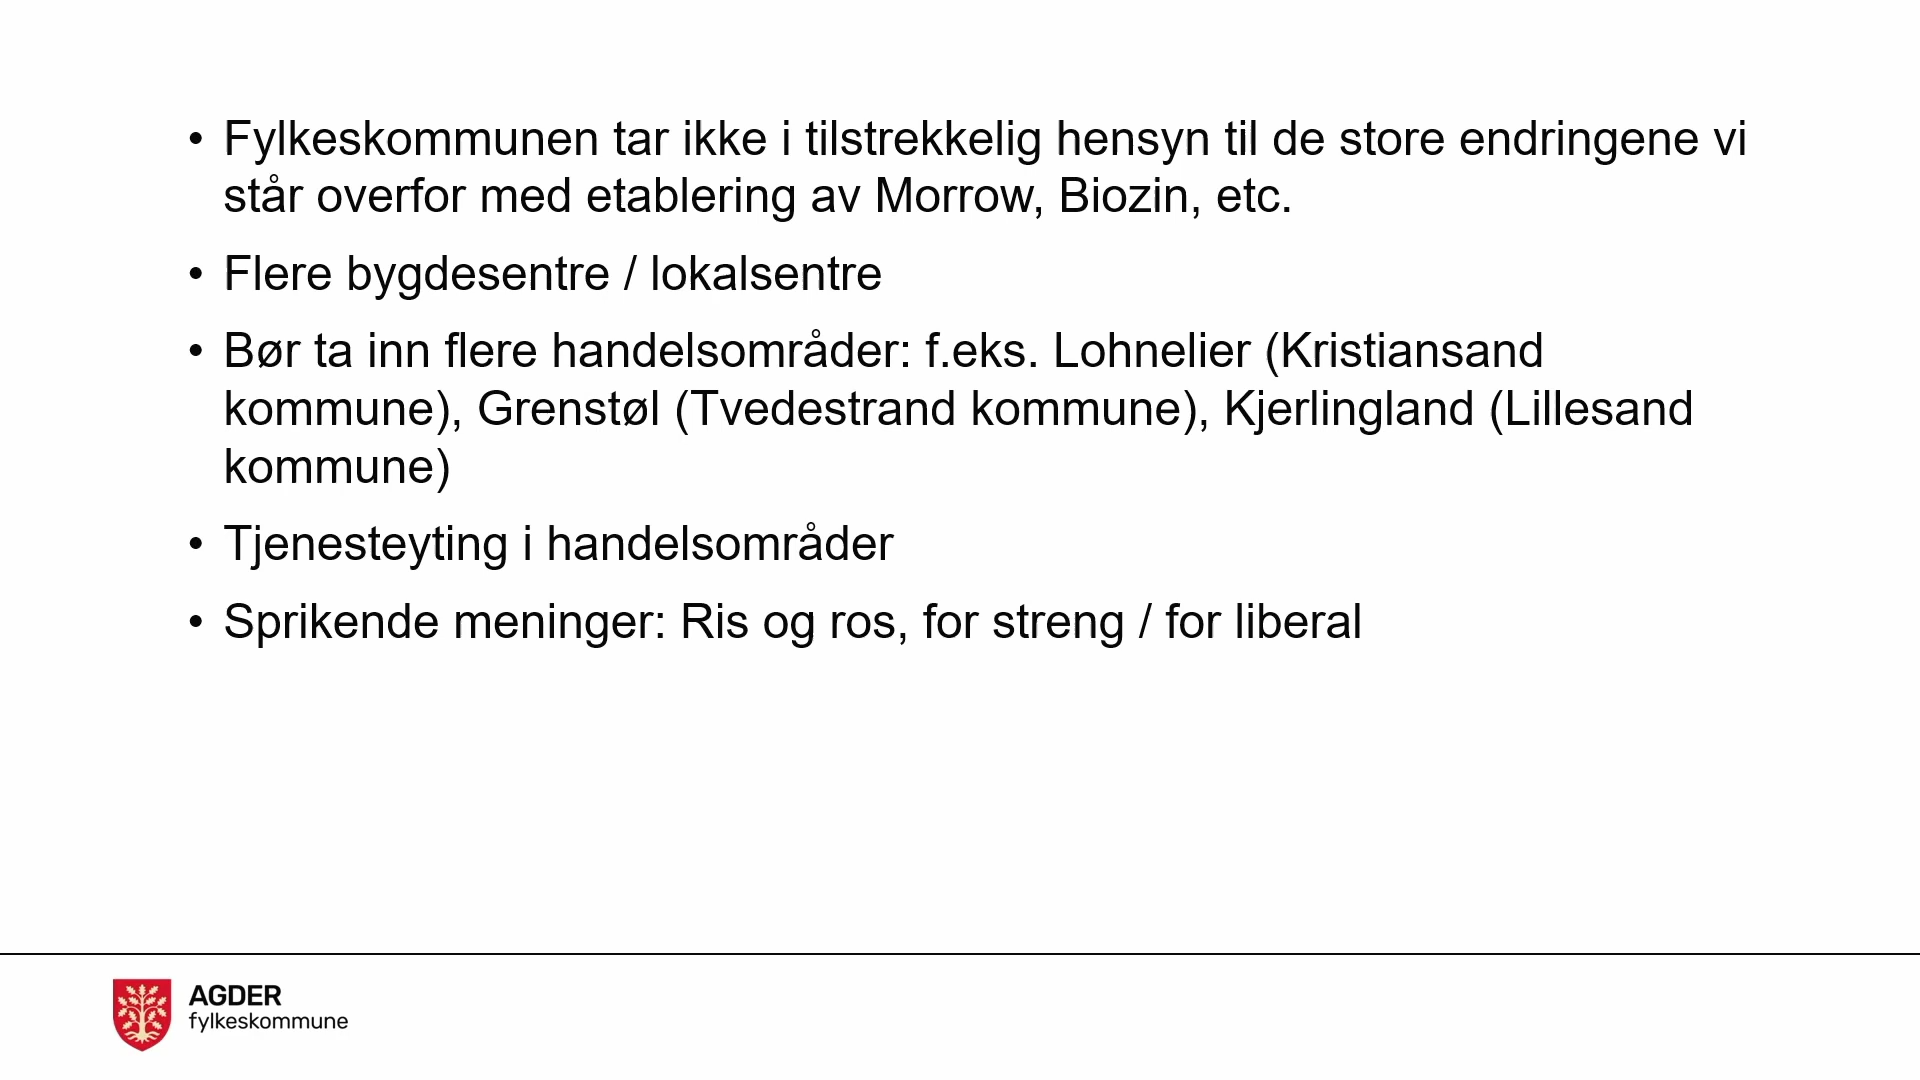 • Fylkeskommunen tar ikke i tilstrekkelig hensyn til de store endringene vi
står overfor med etablering av Morrow, Biozin, etc.
• Flere bygdesentre / lokalsentre
• Bør ta inn flere handelsområder: f.eks. Lohnelier (Kristiansand
kommune), Grenstøl (Tvedestrand kommune), Kjerlingland (Lillesand
kommune)
• Tjenesteyting i handelsområder
• Sprikende meninger: Ris og ros, for streng / for liberal
AGDER
fylkeskommune